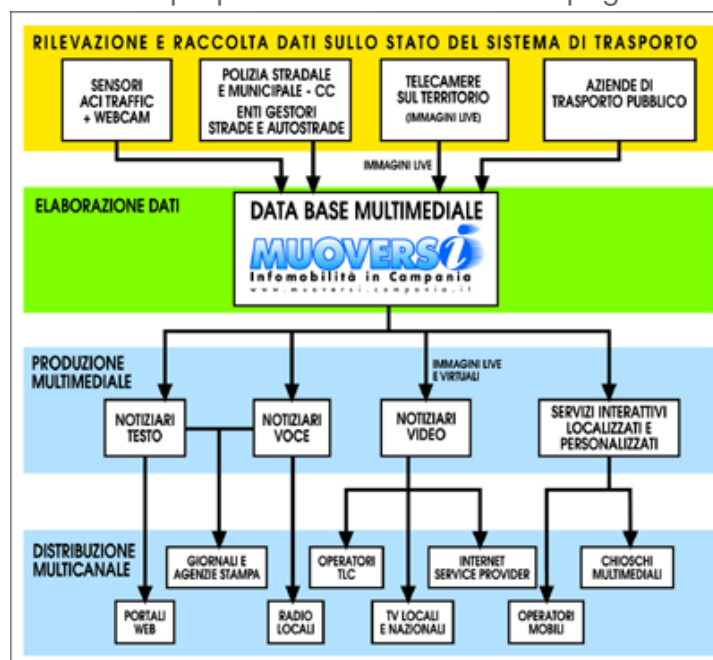 RILEVAZIONE E RACCOLTA DATI SULLO STATO DEL SISTEMA DI TRASPORTO
SENSORI
ACI TRAFFIC
+ WEBCAM
POLIZIA STRADALE
E MUNICIPALE - CC
ENTI GESTORI
STRADE E AUTOSTRADE
TELECAMERE
SUL TERRITORIO
(IMMAGINI LIVE)
AZIENDE DI
TRASPORTO PUBBLICO
IMMAGINI LIVE
ELABORAZIONE DATI
DATA BASE MULTIMEDIALE
MUOVERSi
Infomobilità in Campania
www.muoversi.campania.it
PRODUZIONE
MULTIMEDIALE
IMMAGINI LIVE
E VIRTUALI
NOTIZIARI
TESTO
NOTIZIARI
VOCE
NOTIZIARI
VIDEO
SERVIZI INTERATTIVI
LOCALIZZATI E
PERSONALIZZATI
DISTRIBUZIONE
MULTICANALE
GIORNALI E
AGENZIE STAMPA
OPERATORI
TLC
INTERNET
SERVICE PROVIDER
CHIOSCHI
MULTIMEDIALI
PORTALI
WEB
RADIO
LOCALI
TV LOCALI
E NAZIONALI
OPERATORI
MOBILI